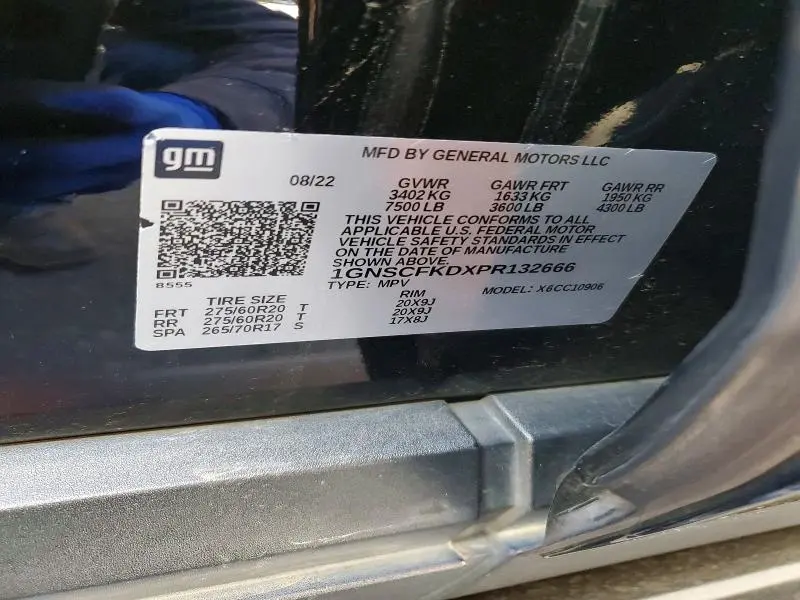 gm
MFD BY GENERAL MOTORS LLC
08/22 GVWR GAWR FRT GAWR RR
3402 KG 1633 KG 1950 KG
7500 LB 3600 LB 4300 LB
THIS VEHICLE CONFORMS TO ALL
APPLICABLE U.S. FEDERAL MOTOR
VEHICLE SAFETY STANDARDS IN EFFECT
ON THE DATE OF MANUFACTURE
SHOWN ABOVE.
1GNSCFKDXPR132666
8555
TYPE: MPV MODEL: X6CC10906
TIRE SIZE RIM
FRT 275/60R20 T 20X9J
RR 275/60R20 T 20X9J
SPA 265/70R17 S 17X8J